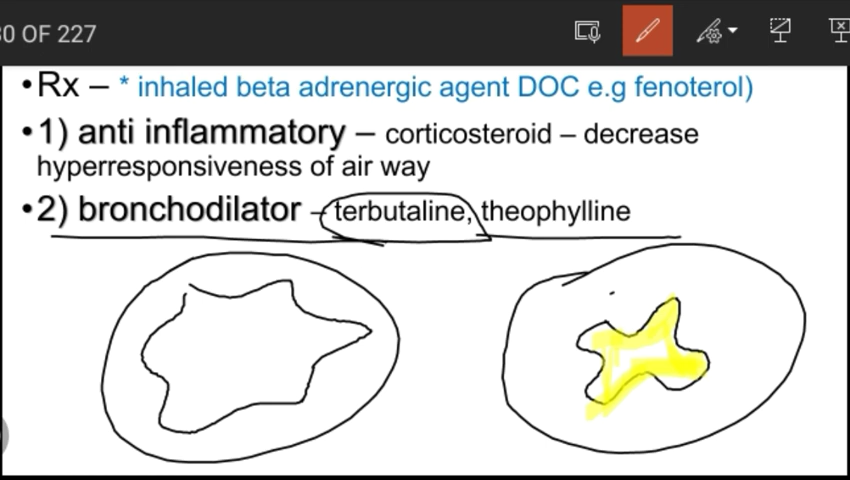 0 OF 227
•Rx – * inhaled beta adrenergic agent DOC e.g fenoterol)
•1) anti inflammatory – corticosteroid – decrease
hyperresponsiveness of air way
•2) bronchodilator – terbutaline, theophylline